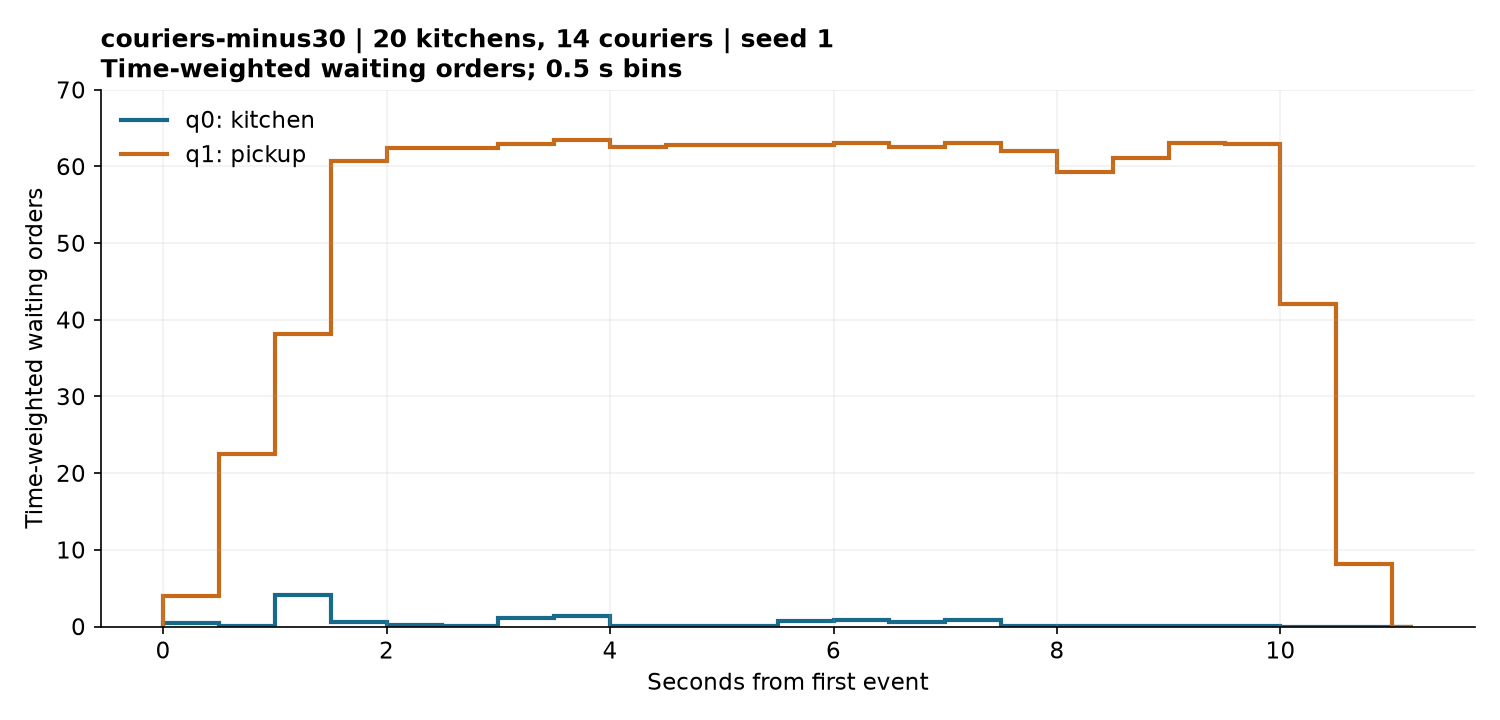 couriers-minus30 | 20 kitchens, 14 couriers | seed 1
Time-weighted waiting orders; 0.5 s bins
q0: kitchen
q1: pickup
Time-weighted waiting orders
70
60
50
40
30
20
10
0
0 2 4 6 8 10
Seconds from first event